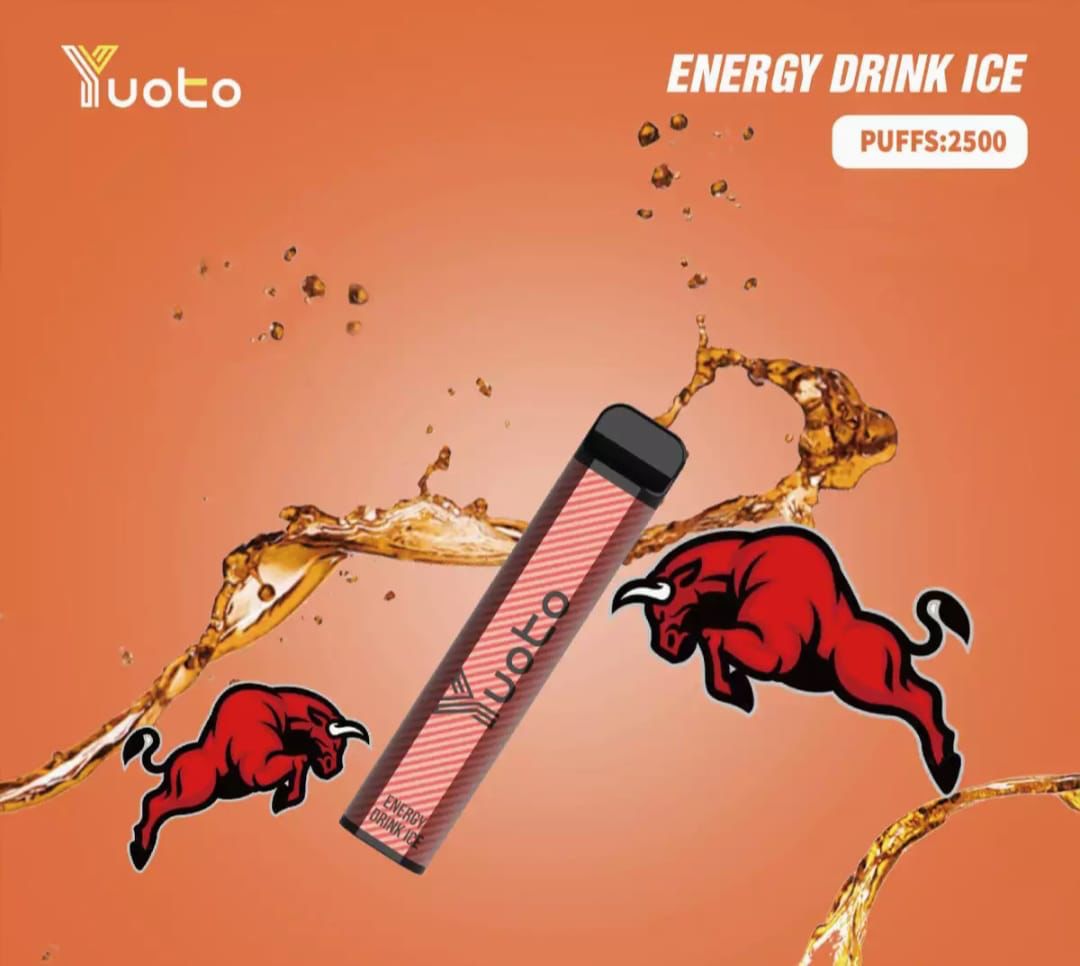 Yuoto
ENERGY DRINK ICE
PUFFS:2500
Yuoto
ENERGY
DRINK ICE